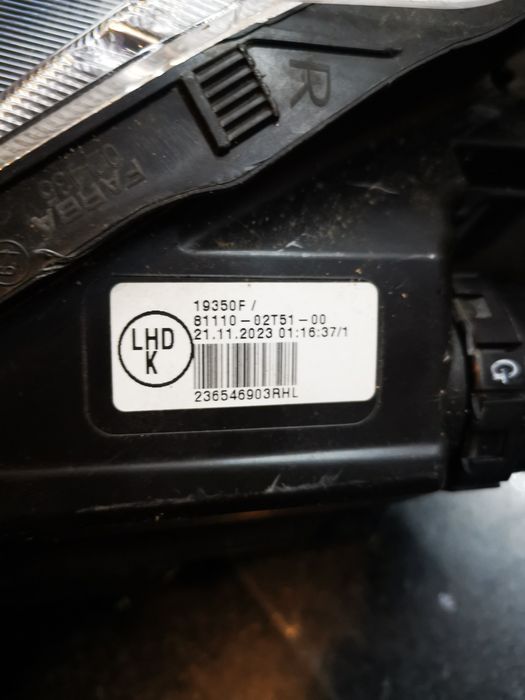 R
FARBA
19350F /
81110-02T51-00
21.11.2023 01:16:37/1
LHD
K
236546903RHL